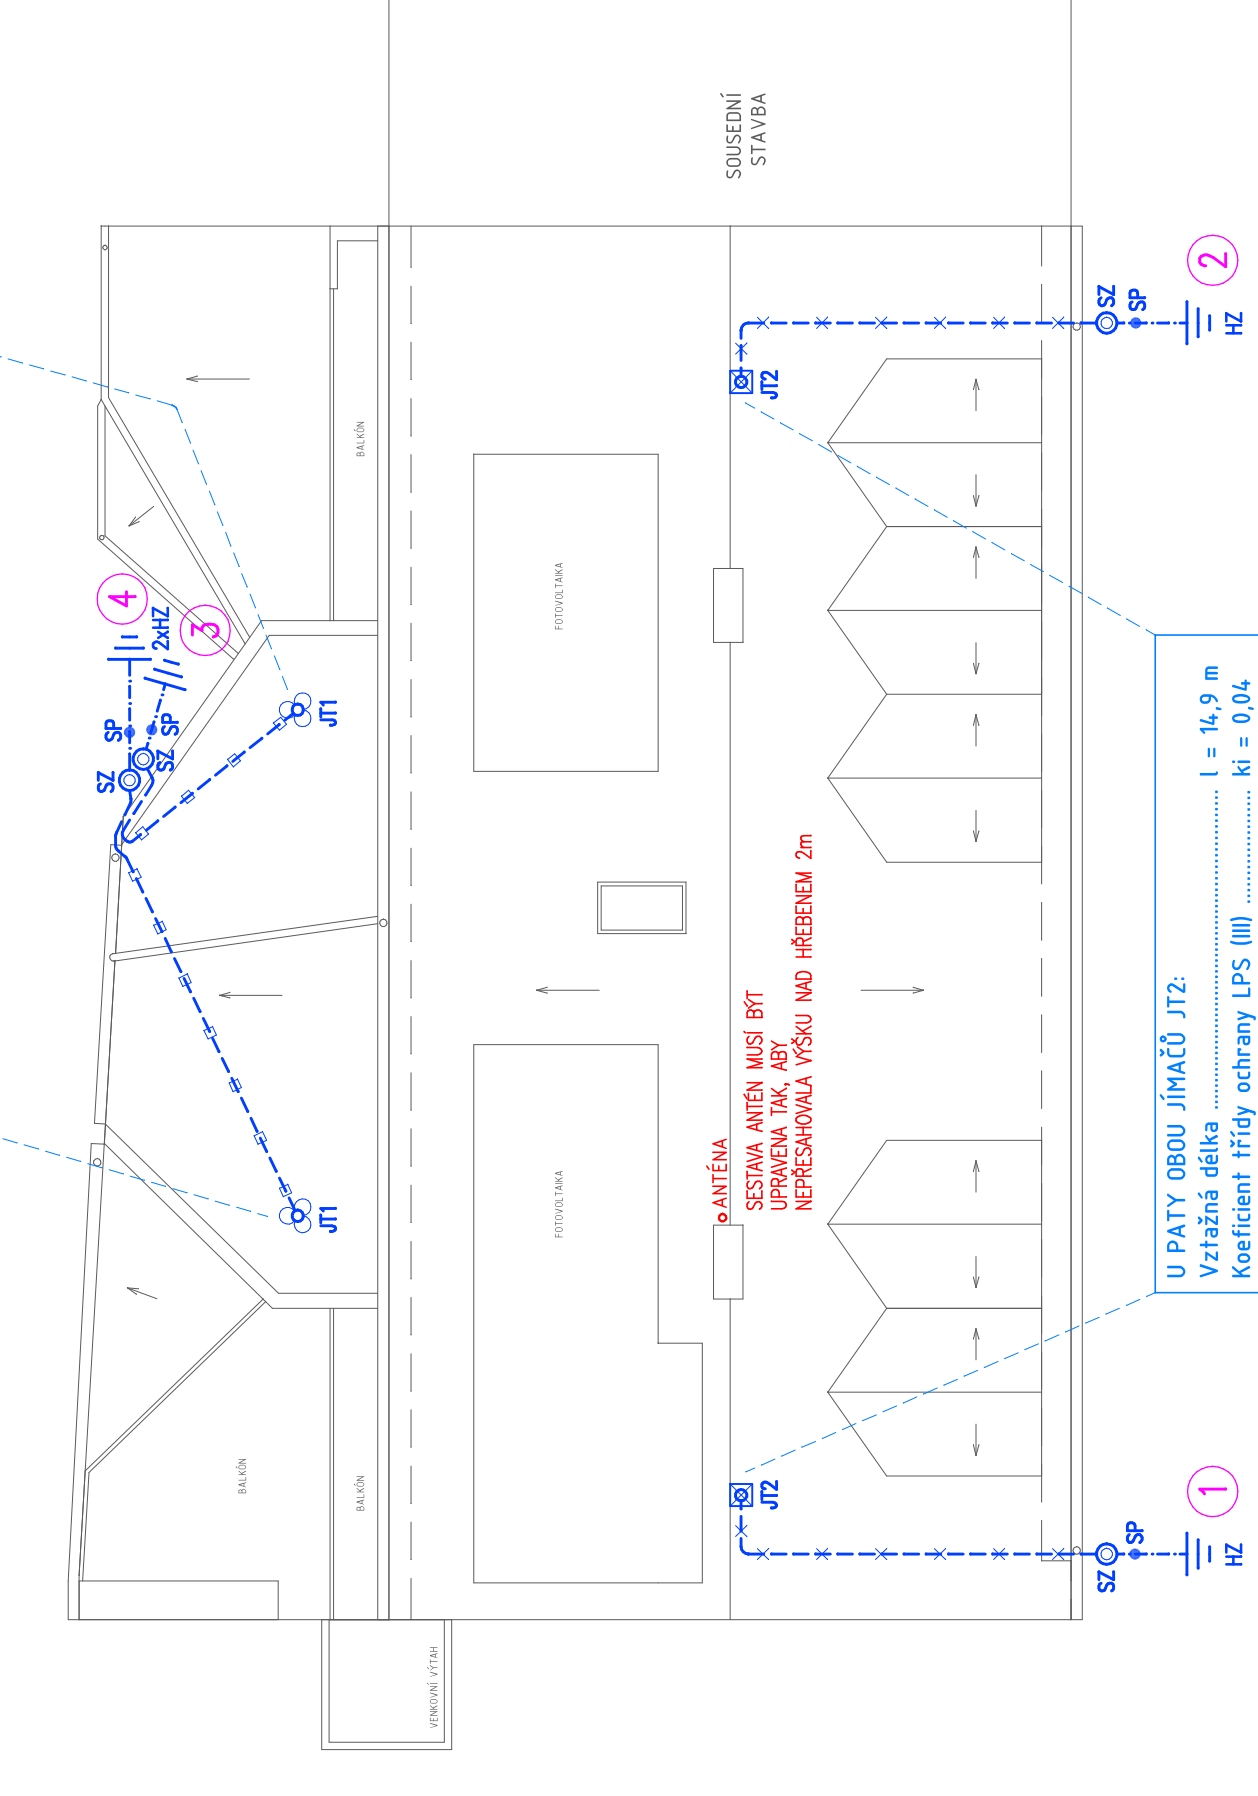 SOUSEDNÍ
STAVBA
BALKÓN
4
2xHZ
3
SP
SP
SZ
SZ
JT1
JT1
FOTOVOLTAIKA
FOTOVOLTAIKA
BALKÓN
BALKÓN
VENKOVNÍ VÝTAH
ANTÉNA
SESTAVA ANTÉN MUSÍ BÝT
UPRAVENA TAK, ABY
NEPŘESAHOVALA VÝŠKU NAD HŘEBENEM 2m
JT2
SZ
SP
HZ
2
JT2
SZ
SP
HZ
1
U PATY OBOU JÍMAČŮ JT2:
Vztažná délka ........................................................ l = 14,9 m
Koeficient třídy ochrany LPS (III) ................... ki = 0,04